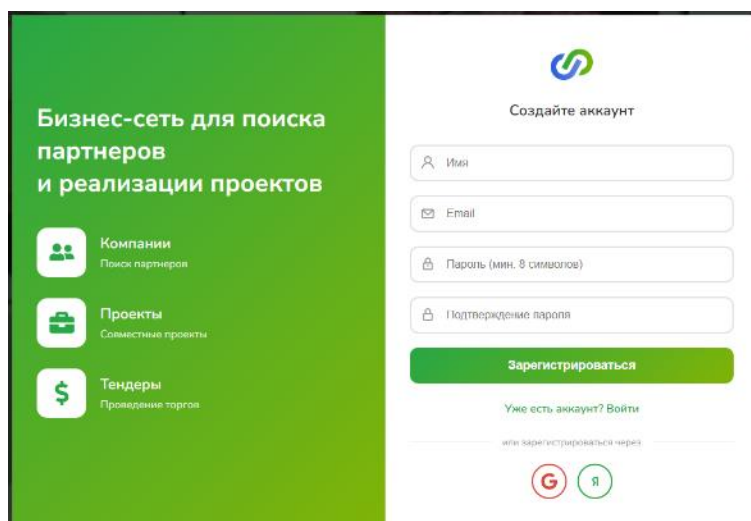 Бизнес-сеть для поиска
партнеров
и реализации проектов
Компании
Поиск партнеров
Проекты
Совместные проекты
Тендеры
Проведение торгов
Создайте аккаунт
Имя
Email
Пароль (мин. 8 символов)
Подтверждение пароля
Зарегистрироваться
Уже есть аккаунт? Войти
или зарегистрироваться через
G
Я